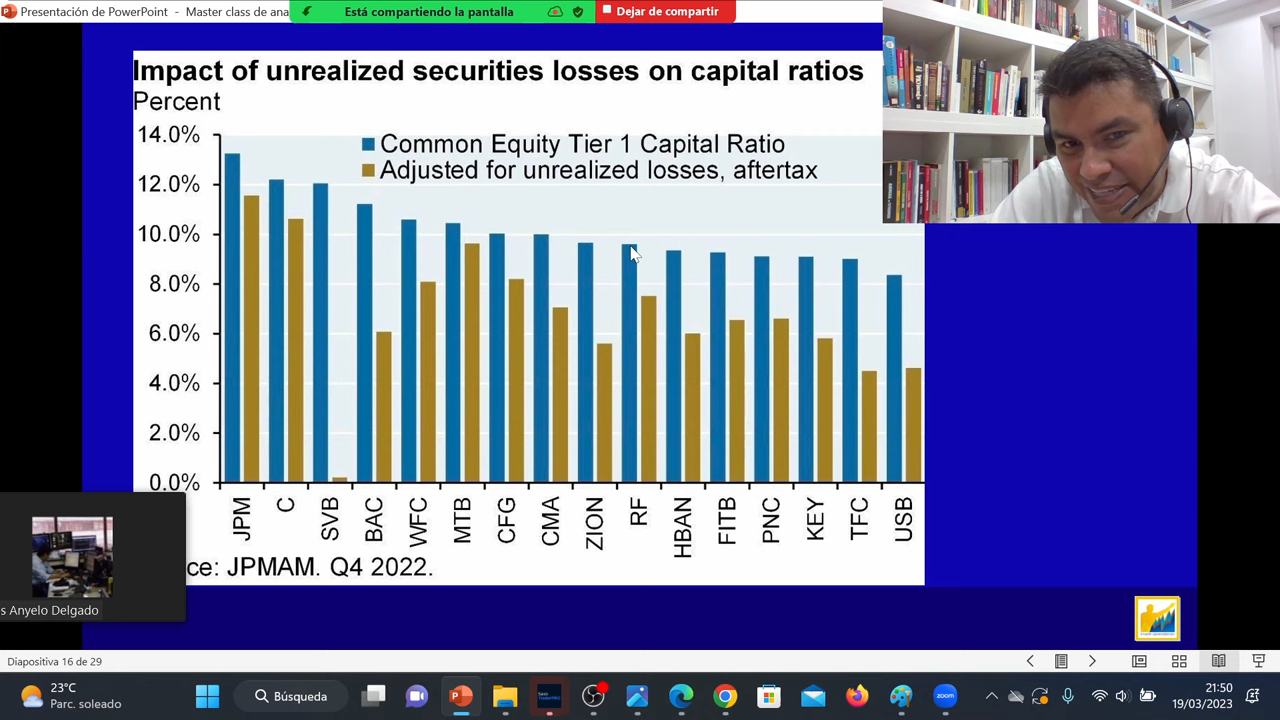 Presentación de PowerPoint - Master class de ana
Está compartiendo la pantalla
Dejar de compartir
Impact of unrealized securities losses on capital ratios
Percent
Common Equity Tier 1 Capital Ratio
Adjusted for unrealized losses, aftertax
14.0%
12.0%
10.0%
8.0%
6.0%
4.0%
2.0%
0.0%
JPM
C
SVB
BAC
WFC
MTB
CFG
CMA
ZION
RF
HBAN
FITB
PNC
KEY
TFC
USB
ce: JPMAM. Q4 2022.
s Anyelo Delgado
Diapositiva 16 de 29
23°C
Parc. soleado
Búsqueda
21:50
19/03/2023